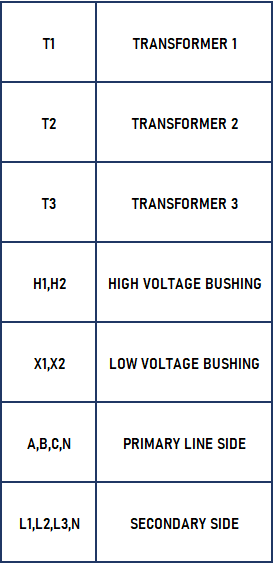 T1 TRANSFORMER 1
T2 TRANSFORMER 2
T3 TRANSFORMER 3
H1,H2 HIGH VOLTAGE BUSHING
X1,X2 LOW VOLTAGE BUSHING
A,B,C,N PRIMARY LINE SIDE
L1,L2,L3,N SECONDARY SIDE